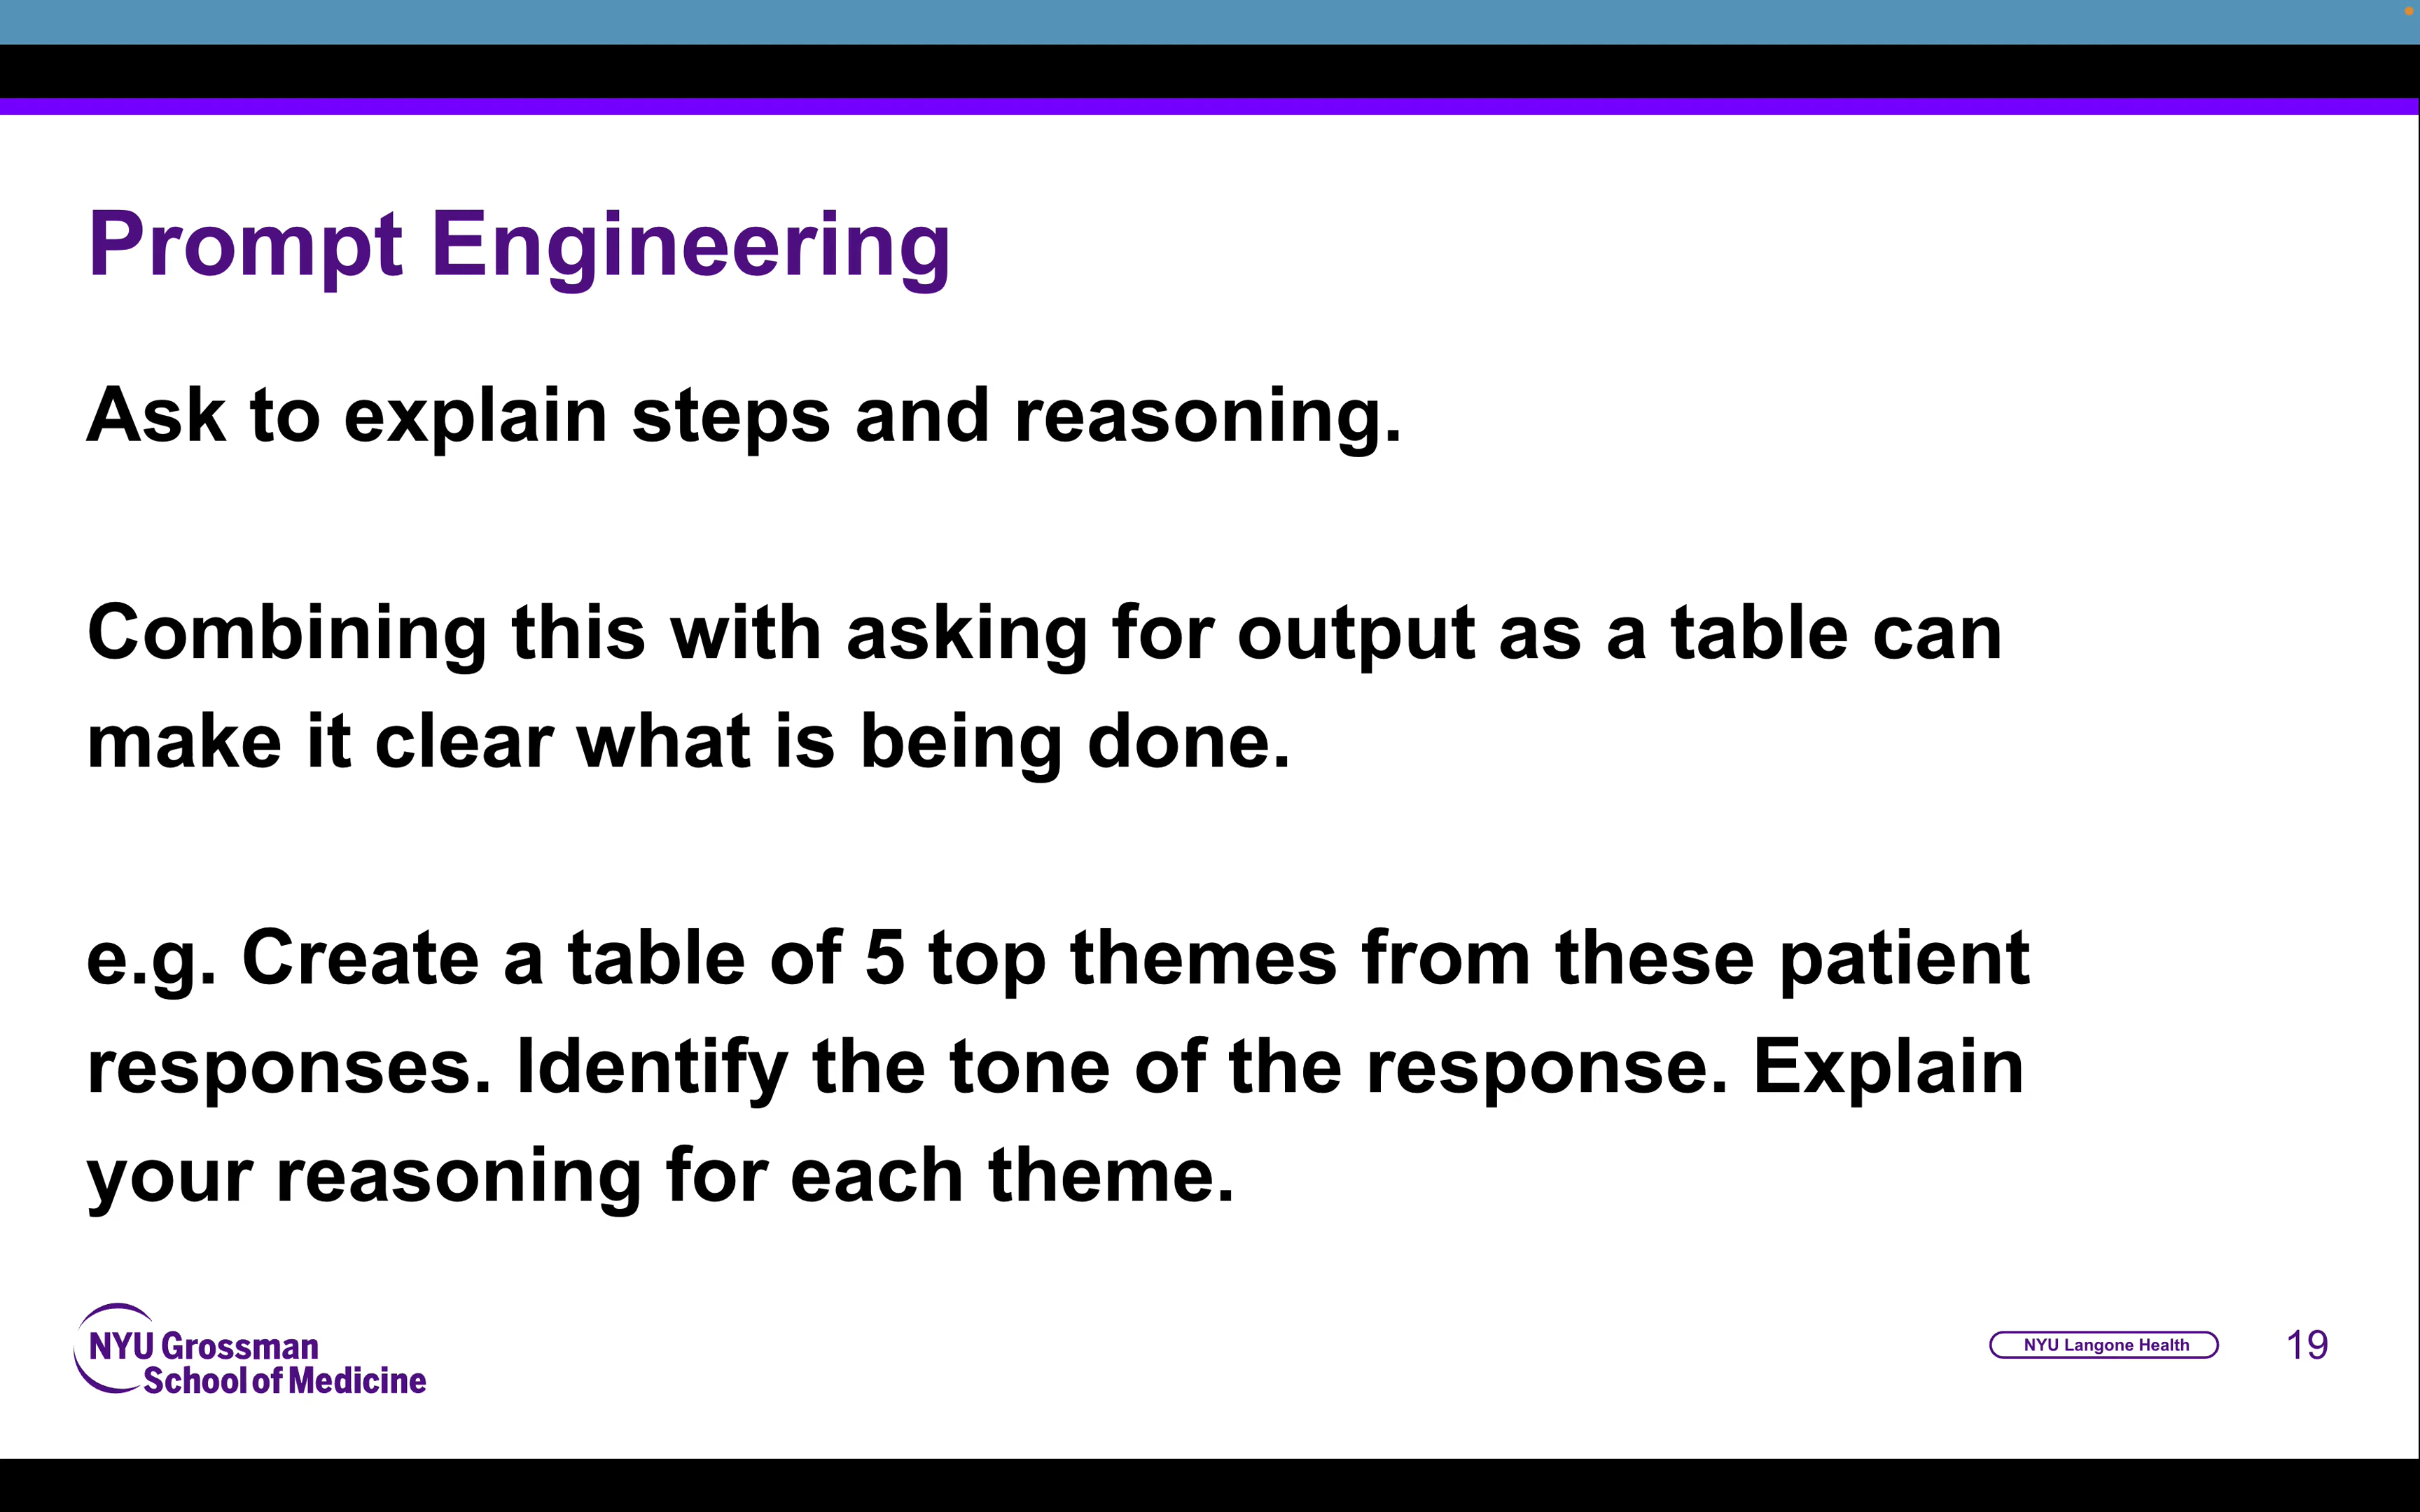 Prompt Engineering
Ask to explain steps and reasoning.
Combining this with asking for output as a table can
make it clear what is being done.
e.g. Create a table of 5 top themes from these patient
responses. Identify the tone of the response. Explain
your reasoning for each theme.
NYU Grossman
School of Medicine
NYU Langone Health
19